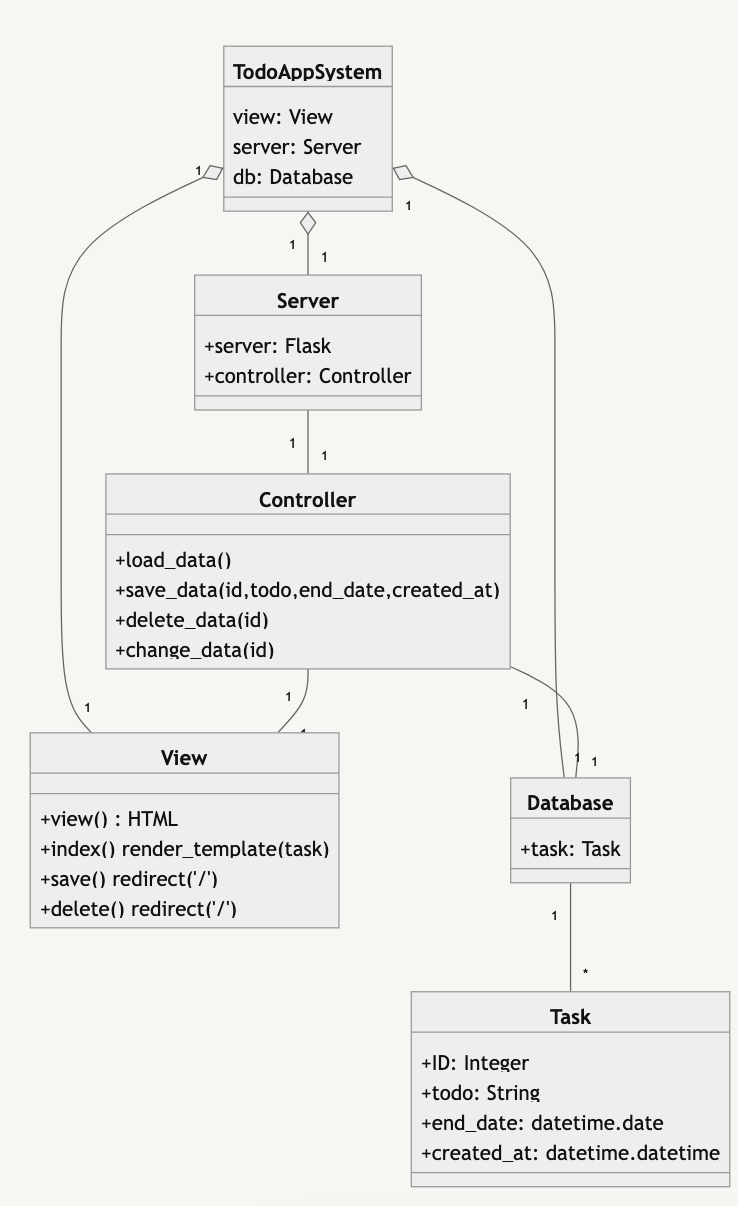 TodoAppSystem
view: View
server: Server
db: Database
1
1
1
1
Server
+server: Flask
+controller: Controller
1
1
Controller
+load_data()
+save_data(id,todo,end_date,created_at)
+delete_data(id)
+change_data(id)
1
1
1
1
1
1
View
+view() : HTML
+index() render_template(task)
+save() redirect('/')
+delete() redirect('/')
Database
+task: Task
1
*
Task
+ID: Integer
+todo: String
+end_date: datetime.date
+created_at: datetime.datetime